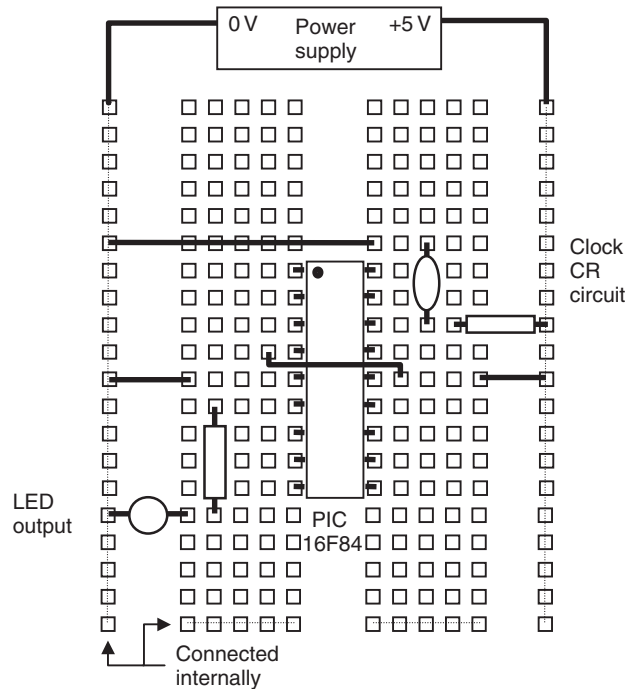 0 V Power +5 V
supply
Clock
CR
circuit
LED
output
PIC
16F84
Connected
internally